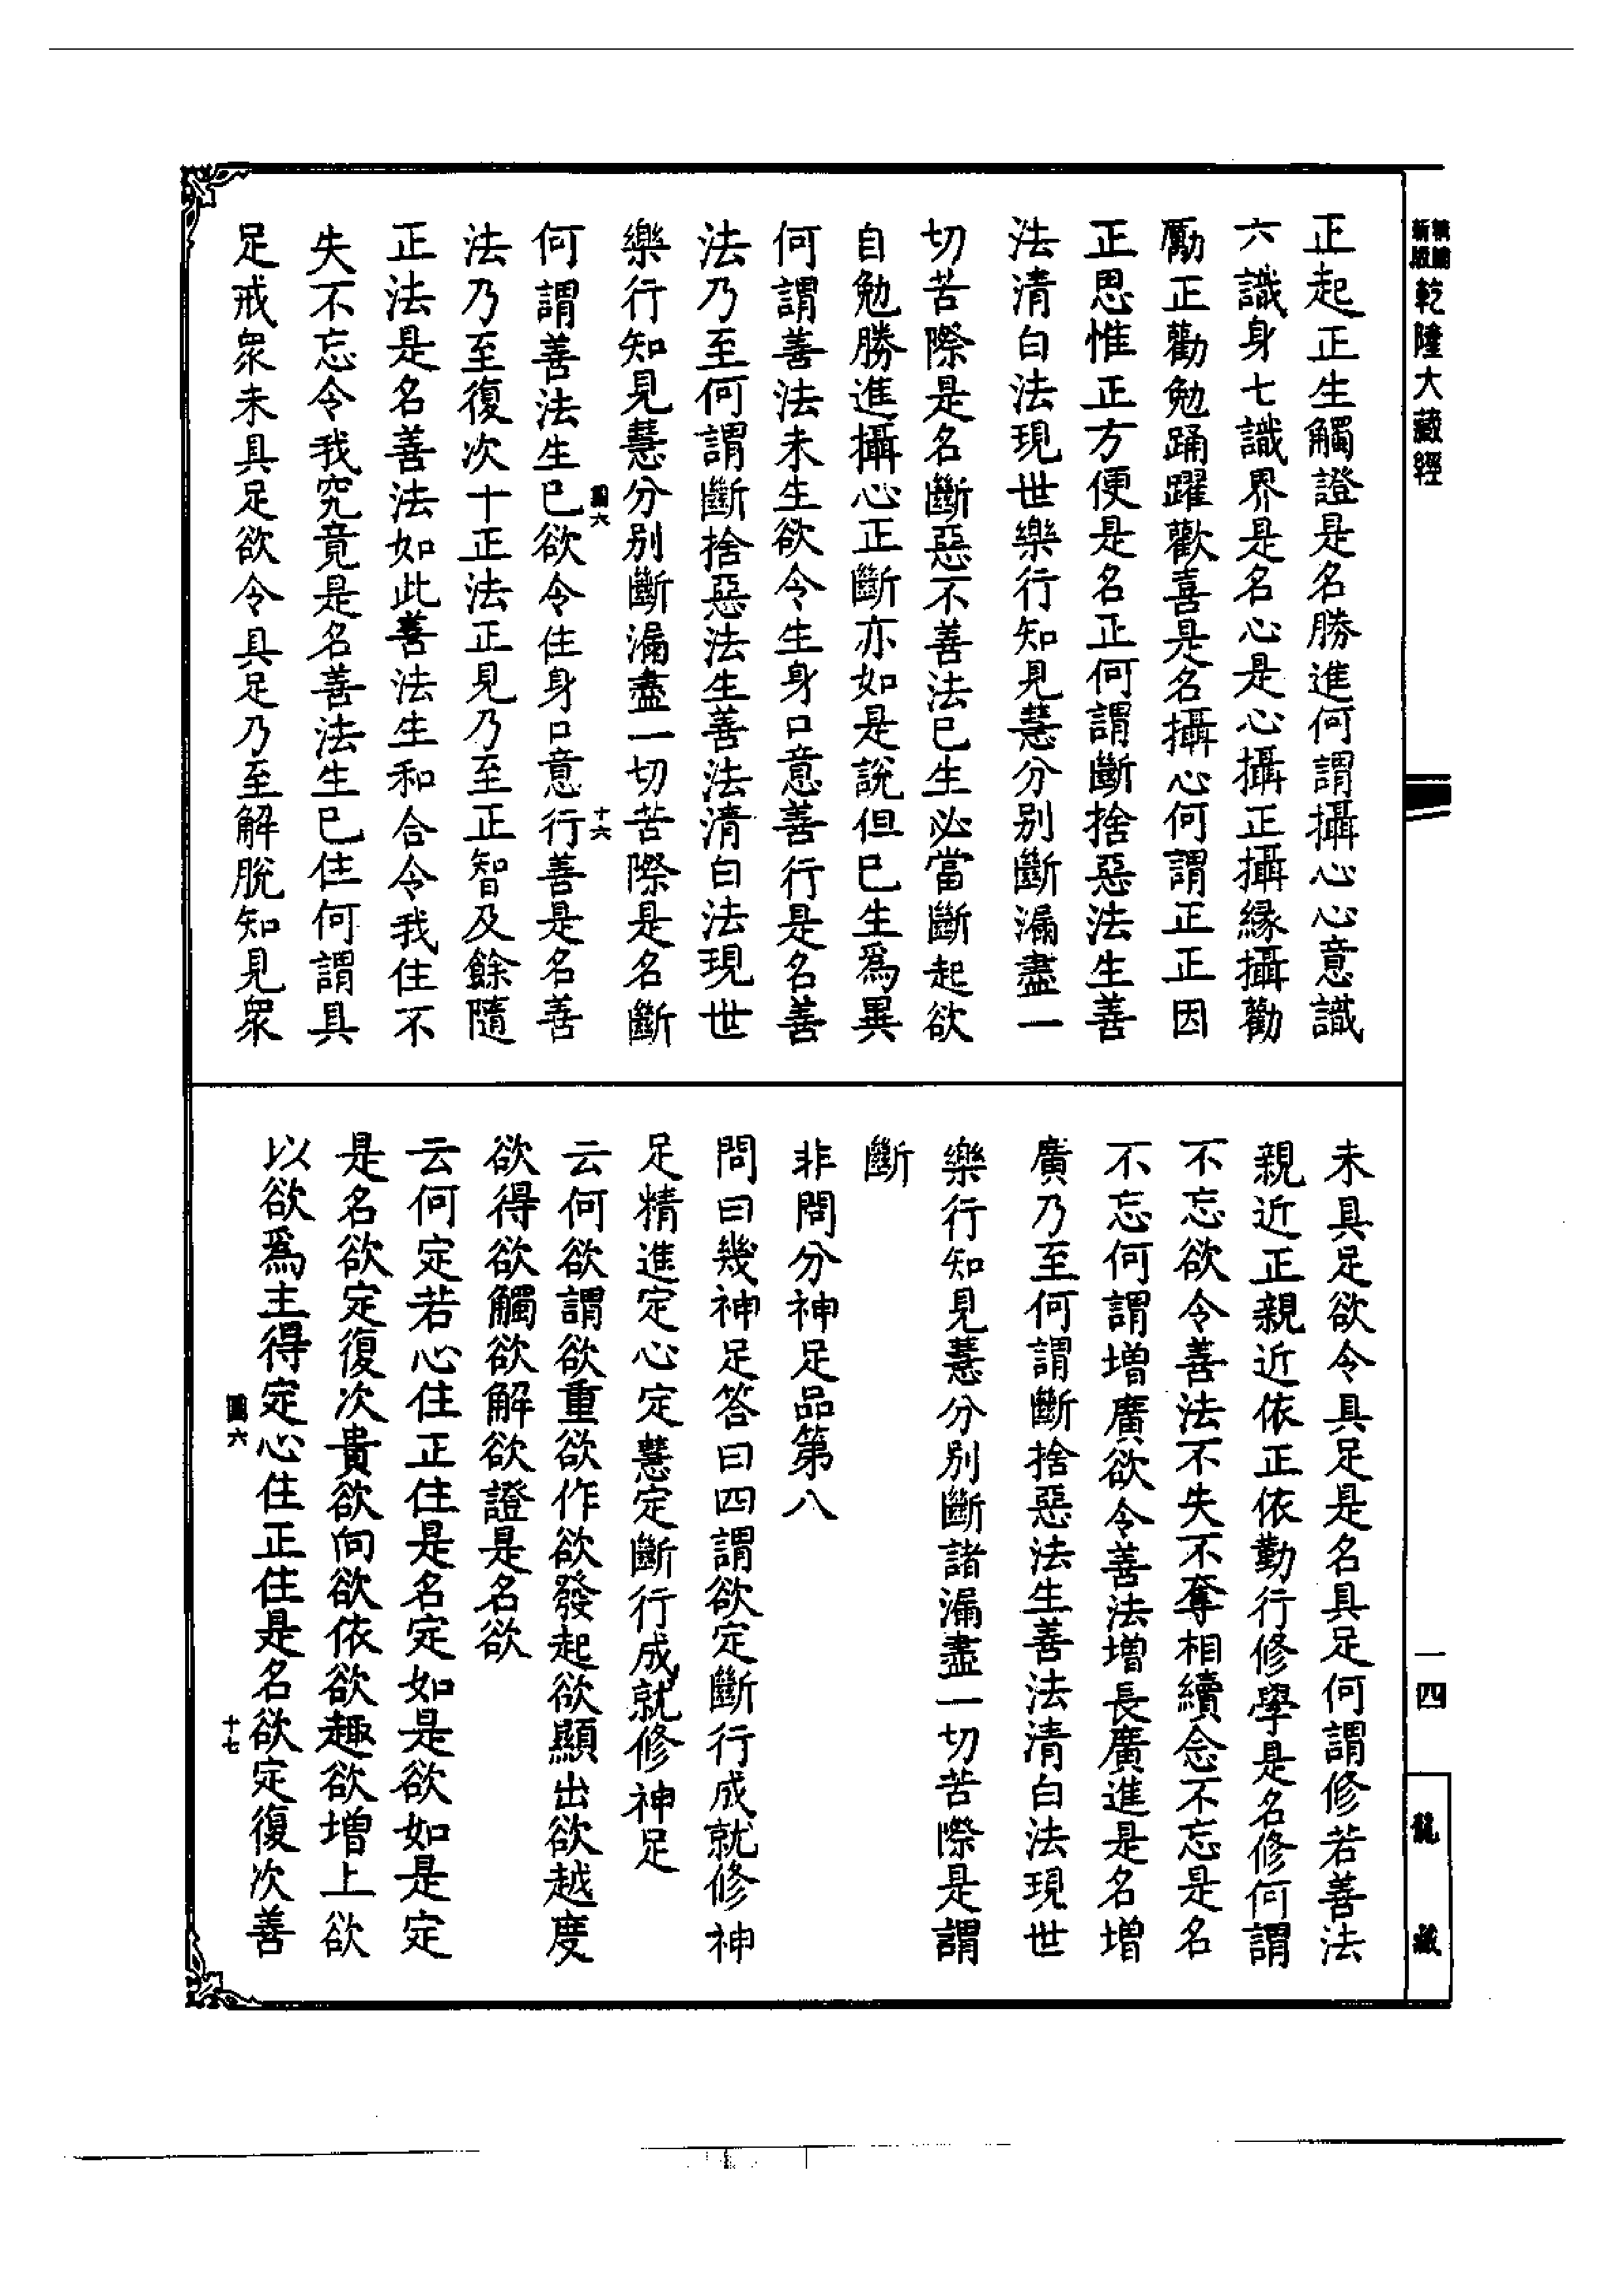 乾隆大藏經
正起正生觸證是名勝進何謂攝心心意識
六識身七識界是名心是心攝正攝緣攝勸
勵正勸勉踊躍歡喜是名攝心何謂正正因
正思惟正方便是名正何謂斷捨惡法生善
法清白法現世樂行知見慧分別斷漏盡一
切苦際是名斷惡不善法已生必當斷起欲
自勉勝進攝心正斷亦如是說但已生為異
何謂善法未生欲令生身口意善行是名善
法乃至何謂斷捨惡法生善法清白法現世
樂行知見慧分別斷漏盡一切苦際是名斷
六 十六
何謂善法生已欲令住身口意行善是名善
法乃至復次十正法正見乃至正智及餘隨
正法是名善法如此善法生和合令我住不
失不忘令我究竟是名善法生已住何謂具
足戒眾未具足欲令具足乃至解脫知見眾
未具足欲令具足是名具足何謂修若善法
親近正親近依正依勤行修學是名修何謂
不忘欲令善法不失不奪相續念不忘是名
不忘何謂增廣欲令善法增長廣進是名增
廣乃至何謂斷捨惡法生善法清白法現世
樂行知見慧分別斷諸漏盡一切苦際是謂
斷
非問分神足品第八
問曰幾神足答曰四謂欲定斷行成就修神
足精進定心定慧定斷行成就修神足
云何欲謂欲重欲作欲發起欲顯出欲越度
欲得欲觸欲解欲證是名欲
云何定若心住正住是名定如是欲如是定
是名欲定復次貴欲向欲依欲趣欲增上欲
以欲為主得定心住正住是名欲定復次善
六 十七
一四
龍藏